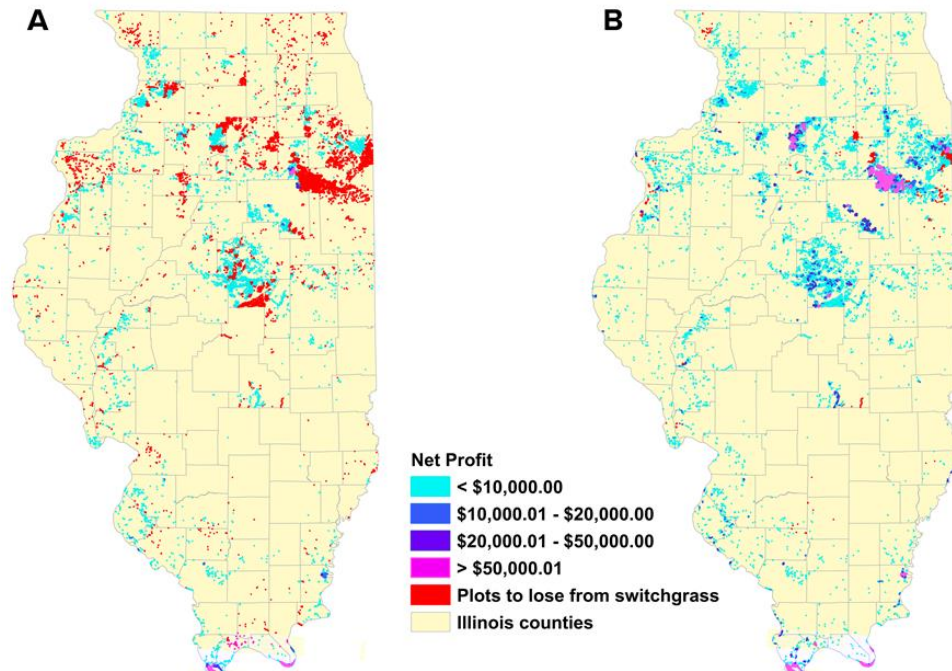 A
B
Net Profit
< $10,000.00
$10,000.01 - $20,000.00
$20,000.01 - $50,000.00
> $50,000.01
Plots to lose from switchgrass
Illinois counties